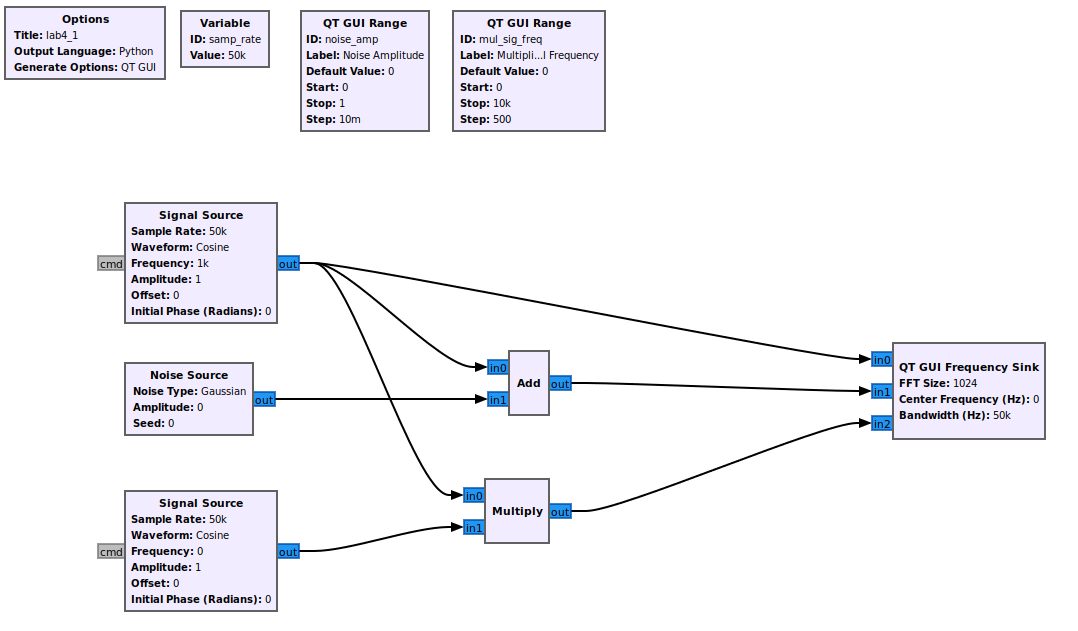 Options
Title: lab4_1
Output Language: Python
Generate Options: QT GUI
Variable
ID: samp_rate
Value: 50k
QT GUI Range
ID: noise_amp
Label: Noise Amplitude
Default Value: 0
Start: 0
Stop: 1
Step: 10m
QT GUI Range
ID: mul_sig_freq
Label: Multipli...l Frequency
Default Value: 0
Start: 0
Stop: 10k
Step: 500
Signal Source
Sample Rate: 50k
Waveform: Cosine
Frequency: 1k
Amplitude: 1
Offset: 0
Initial Phase (Radians): 0
cmd
out
Noise Source
Noise Type: Gaussian
Amplitude: 0
Seed: 0
out
Signal Source
Sample Rate: 50k
Waveform: Cosine
Frequency: 0
Amplitude: 1
Offset: 0
Initial Phase (Radians): 0
cmd
out
in0
in1
Add
out
in0
in1
Multiply
out
in0
in1
in2
QT GUI Frequency Sink
FFT Size: 1024
Center Frequency (Hz): 0
Bandwidth (Hz): 50k